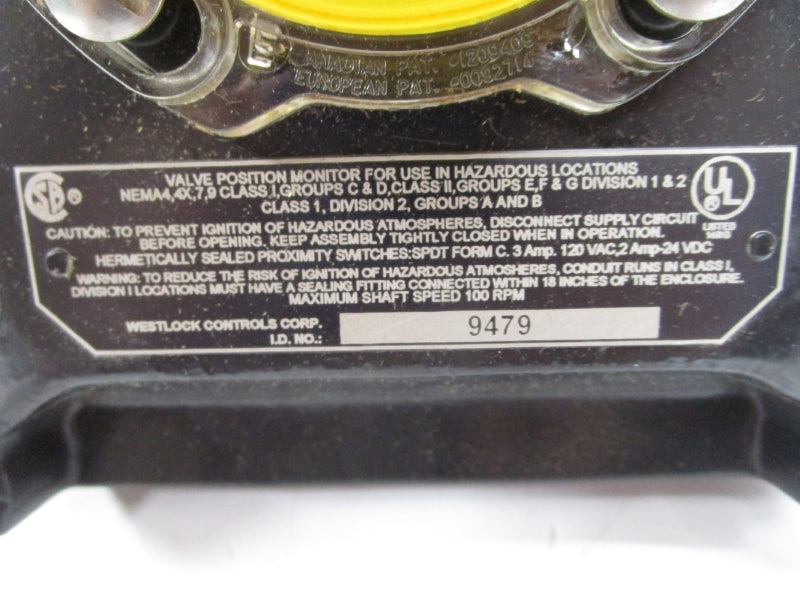 CANADIAN PAT. 1209409
EUROPEAN PAT. 0092714
VALVE POSITION MONITOR FOR USE IN HAZARDOUS LOCATIONS
NEMA4,4X,7,9 CLASS I,GROUPS C & D,CLASS II,GROUPS E,F & G DIVISION 1 & 2
CLASS 1, DIVISION 2, GROUPS A AND B
CAUTION: TO PREVENT IGNITION OF HAZARDOUS ATMOSPHERES, DISCONNECT SUPPLY CIRCUIT
BEFORE OPENING. KEEP ASSEMBLY TIGHTLY CLOSED WHEN IN OPERATION.
HERMETICALLY SEALED PROXIMITY SWITCHES:SPDT FORM C. 3 Amp. 120 VAC,2 Amp-24 VDC
WARNING: TO REDUCE THE RISK OF IGNITION OF HAZARDOUS ATMOSHERES, CONDUIT RUNS IN CLASS I,
DIVISION I LOCATIONS MUST HAVE A SEALING FITTING CONNECTED WITHIN 18 INCHES OF THE ENCLOSURE.
MAXIMUM SHAFT SPEED 100 RPM
WESTLOCK CONTROLS CORP.
I.D. NO.: 9479
UL ®
LISTED